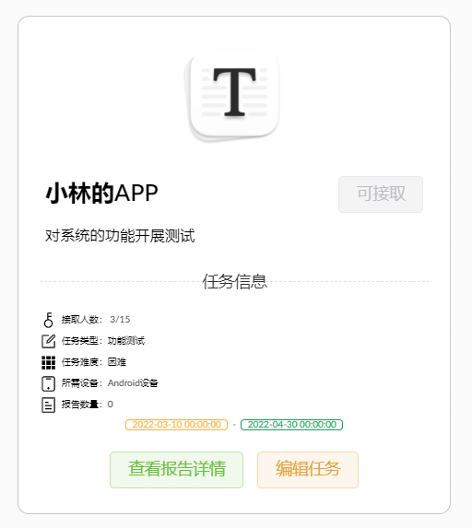 T
小林的APP
可接取
对系统的功能开展测试
任务信息
接取人数： 3/15
任务类型：功能测试
任务难度：困难
所需设备：Android设备
报告数量：0
2022-03-10 00:00:00 - 2022-04-30 00:00:00
查看报告详情
编辑任务